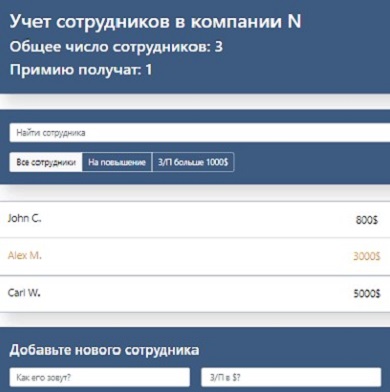 Учет сотрудников в компании N
Общее число сотрудников: 3
Примию получат: 1
Найти сотрудника
Все сотрудники На повышение З/П больше 1000$
John C. 800$
Alex M. 3000$
Carl W. 5000$
Добавьте нового сотрудника
Как его зовут? З/П в $?